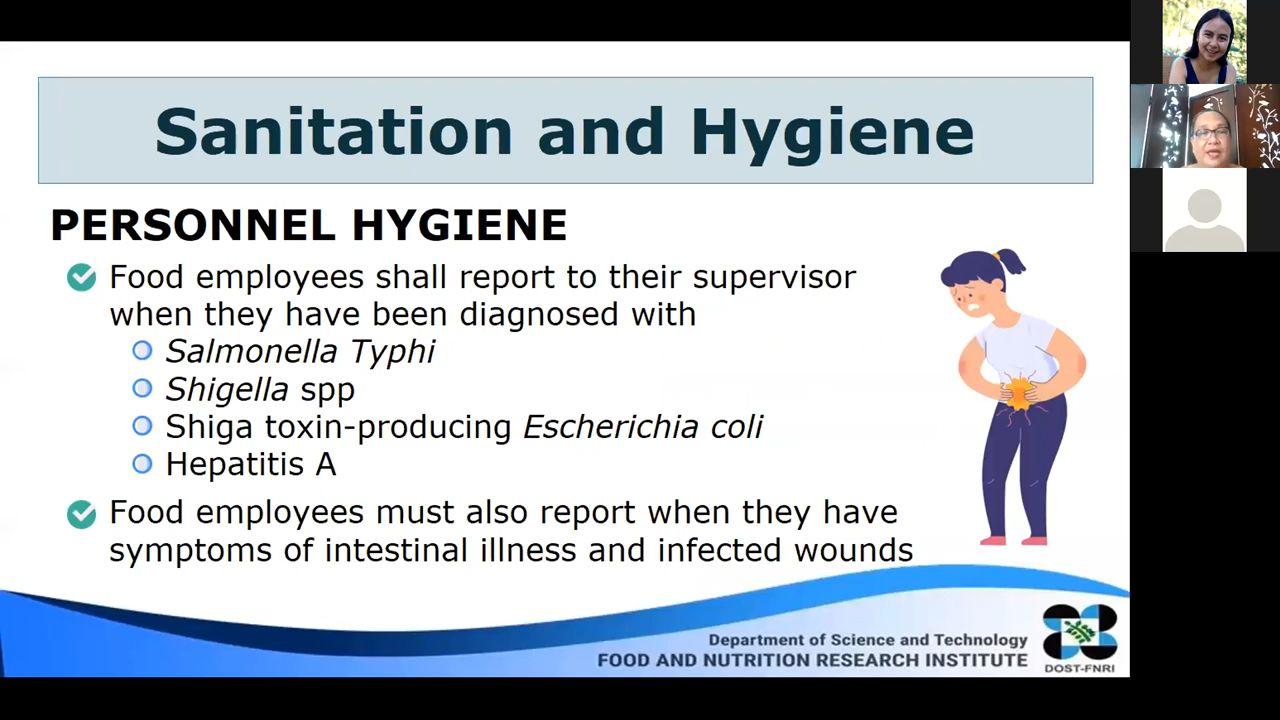 Sanitation and Hygiene
PERSONNEL HYGIENE
Food employees shall report to their supervisor
when they have been diagnosed with
Salmonella Typhi
Shigella spp
Shiga toxin-producing Escherichia coli
Hepatitis A
Food employees must also report when they have
symptoms of intestinal illness and infected wounds
Department of Science and Technology
FOOD AND NUTRITION RESEARCH INSTITUTE
DOST-FNRI